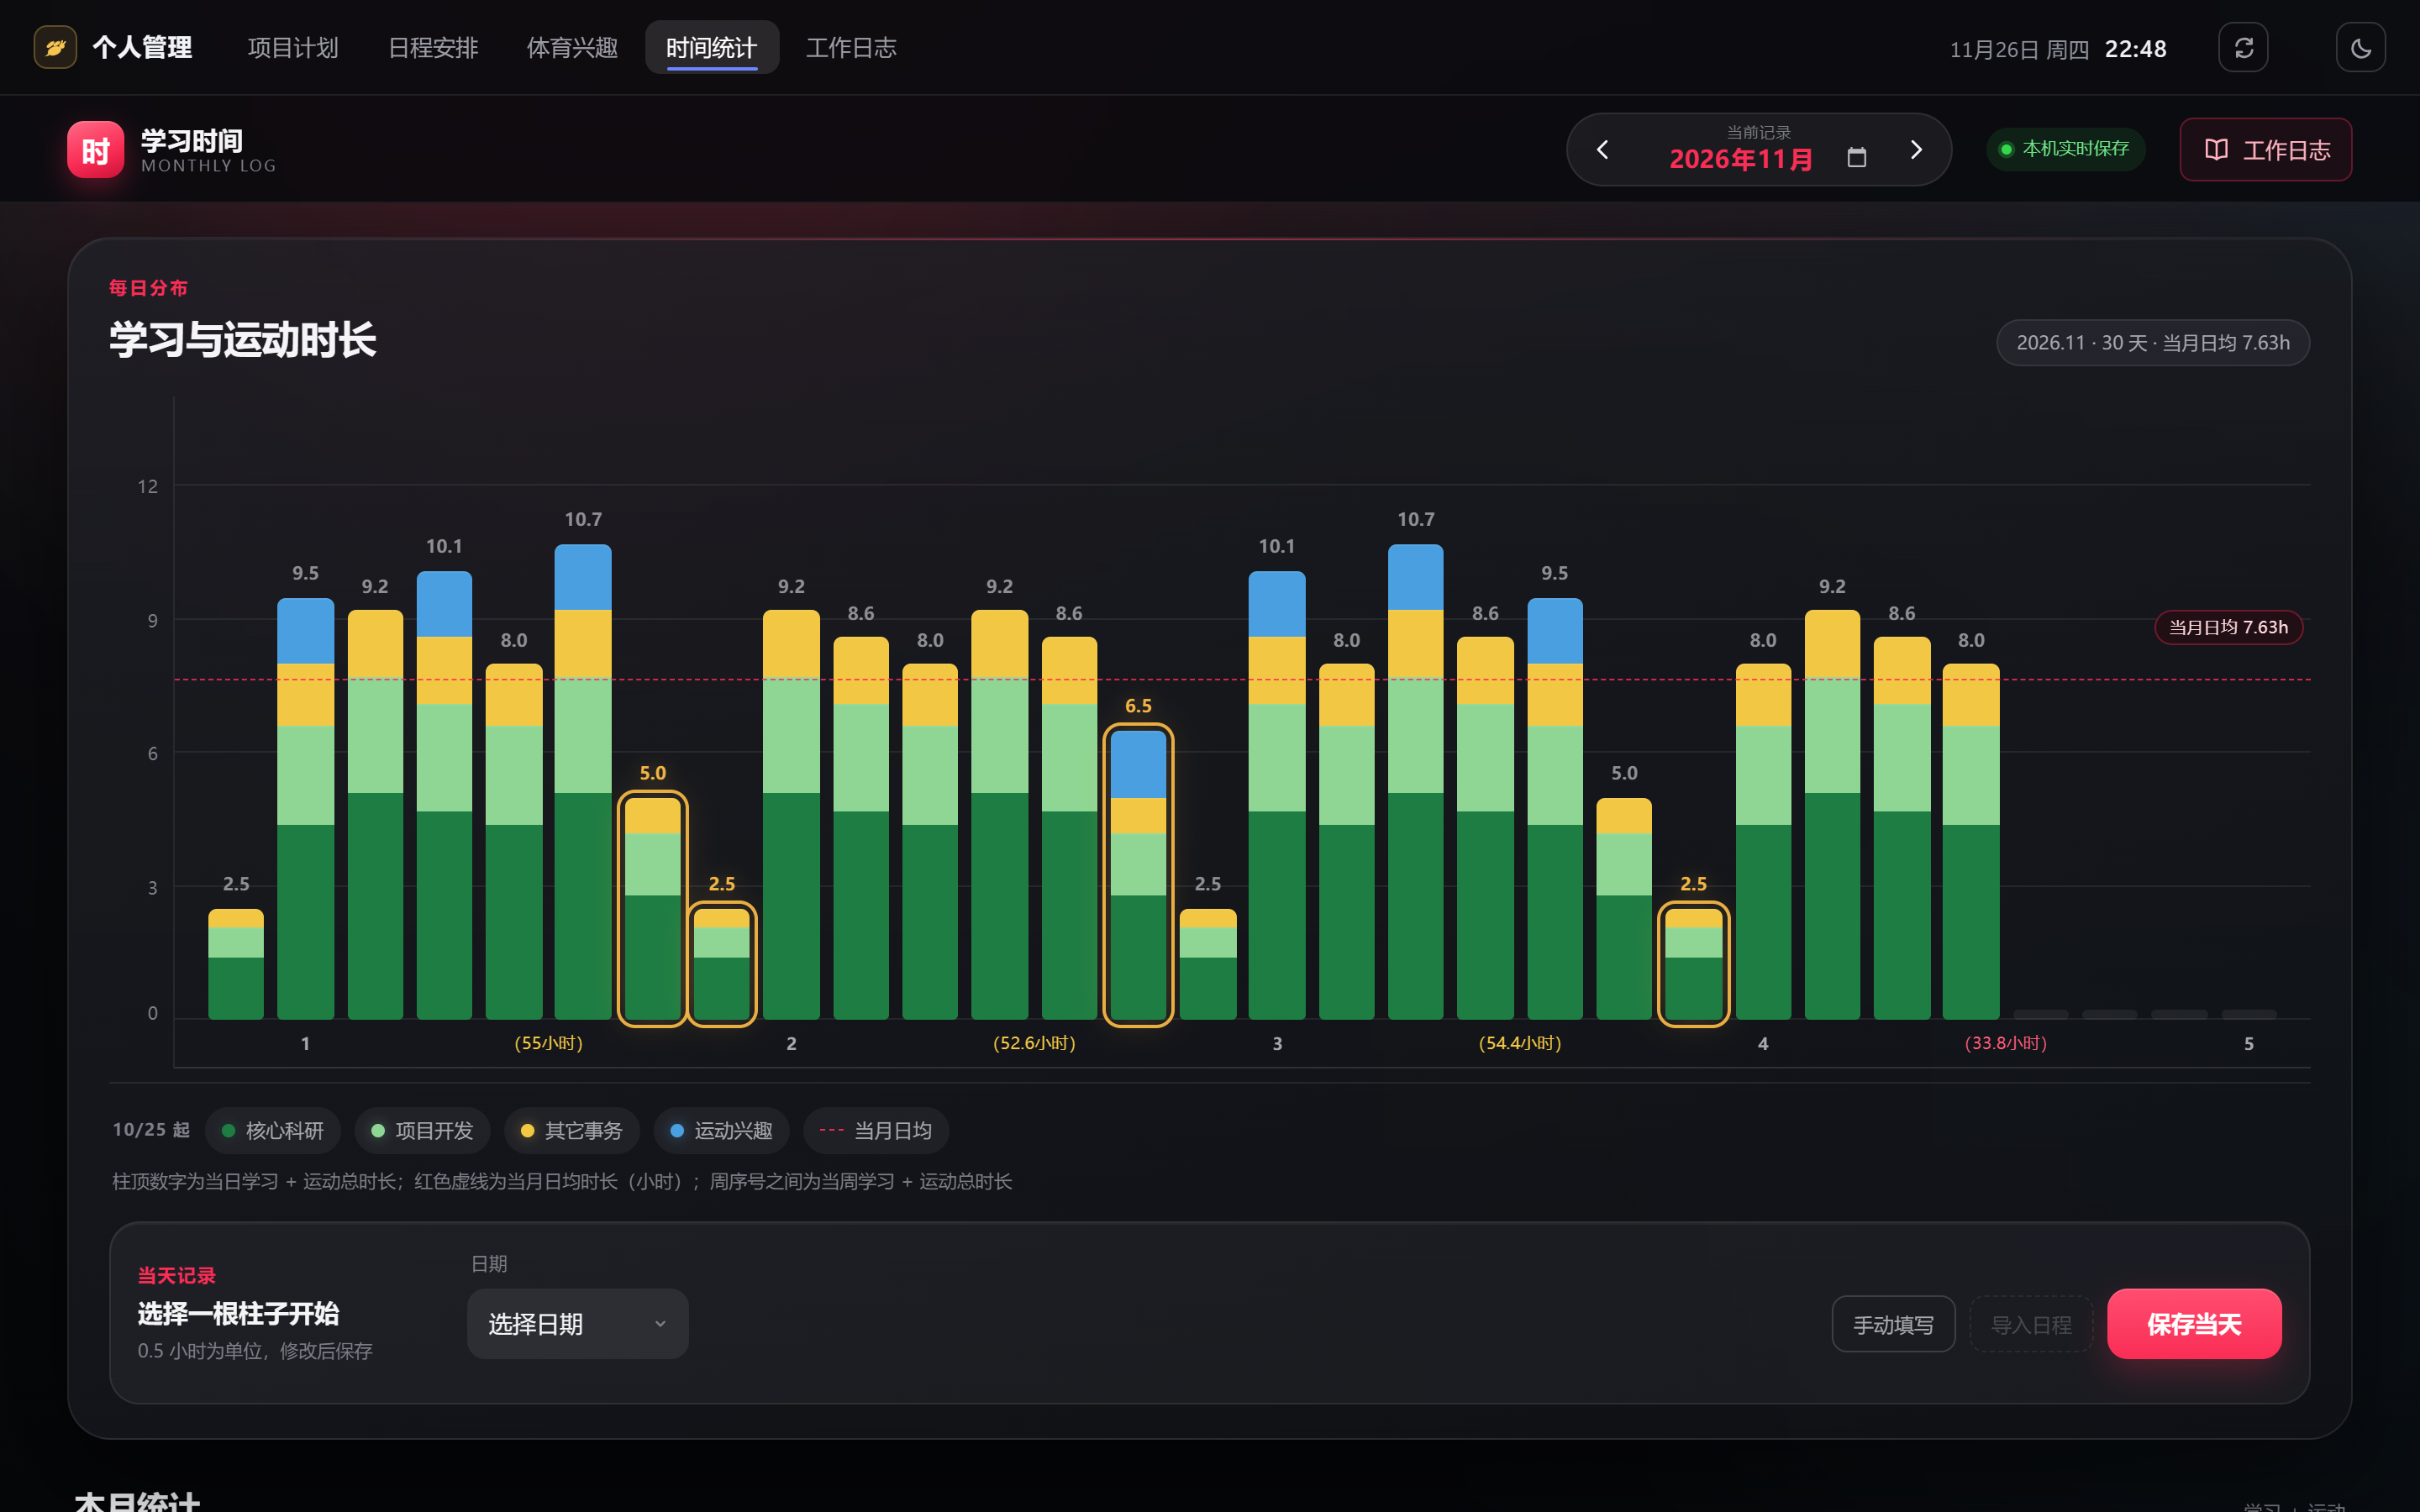 个人管理 项目计划 日程安排 体育兴趣 时间统计 工作日志 11月26日 周四 22:48
时 学习时间
MONTHLY LOG
当前记录
2026年11月
本机实时保存
工作日志
每日分布
学习与运动时长
2026.11 · 30 天 · 当月日均 7.63h
12
9
6
3
0
2.5 9.5 9.2 10.1 8.0 10.7 5.0 2.5 9.2 8.6 8.0 9.2 8.6 6.5 2.5 10.1 8.0 10.7 8.6 9.5 5.0 2.5 8.0 9.2 8.6 8.0
当月日均 7.63h
1 (55小时) 2 (52.6小时) 3 (54.4小时) 4 (33.8小时) 5
10/25 起 核心科研 项目开发 其它事务 运动兴趣 当月日均
柱顶数字为当日学习 + 运动总时长；红色虚线为当月日均时长（小时）；周序号之间为当周学习 + 运动总时长
当天记录
选择一根柱子开始
0.5 小时为单位，修改后保存
日期
选择日期
手动填写 导入日程 保存当天
本月统计
学习 + 运动